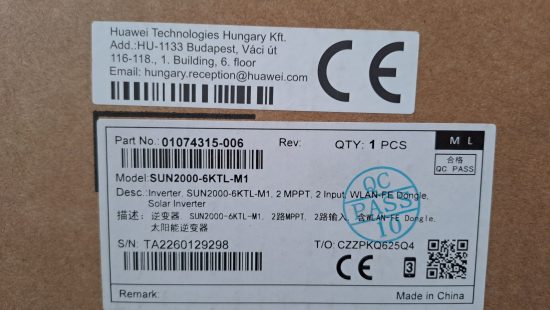 Huawei Technologies Hungary Kft.
Add.:HU-1133 Budapest, Váci út
116-118., 1. Building, 6. floor
Email: hungary.reception@huawei.com
CE
Part No.: 01074315-006 Rev: QTY: 1 PCS M L
合格
QC PASS
Model: SUN2000-6KTL-M1
Desc.: Inverter, SUN2000-6KTL-M1, 2 MPPT, 2 Input, WLAN-FE Dongle,
Solar Inverter
描述: 逆变器, SUN2000-6KTL-M1, 2路MPPT, 2路输入, 含WLAN-FE Dongle,
太阳能逆变器
QC
PASS
10
S/N: TA2260129298 T/O: CZZPKQ625Q4
3
Remark: Made in China